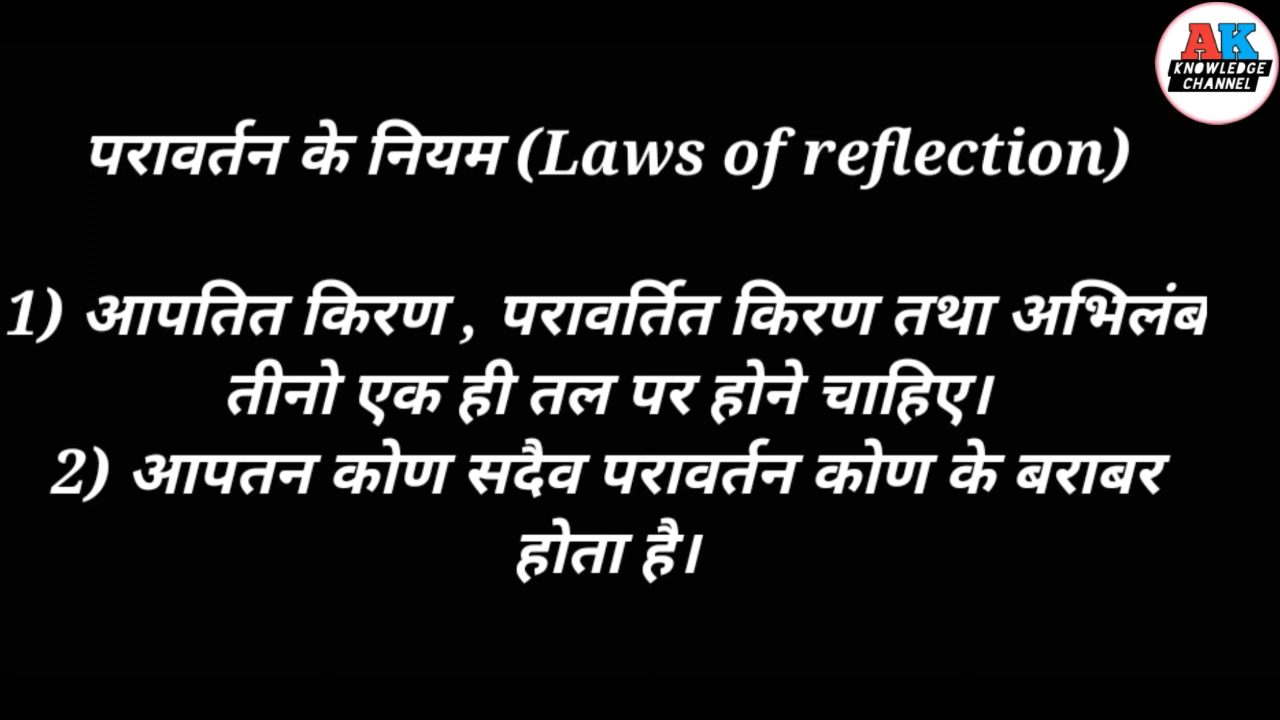 AK
KNOWLEDGE
CHANNEL
परावर्तन के नियम (Laws of reflection)
1) आपतित किरण , परावर्तित किरण तथा अभिलंब
तीनो एक ही तल पर होने चाहिए।
2) आपतन कोण सदैव परावर्तन कोण के बराबर
होता है।